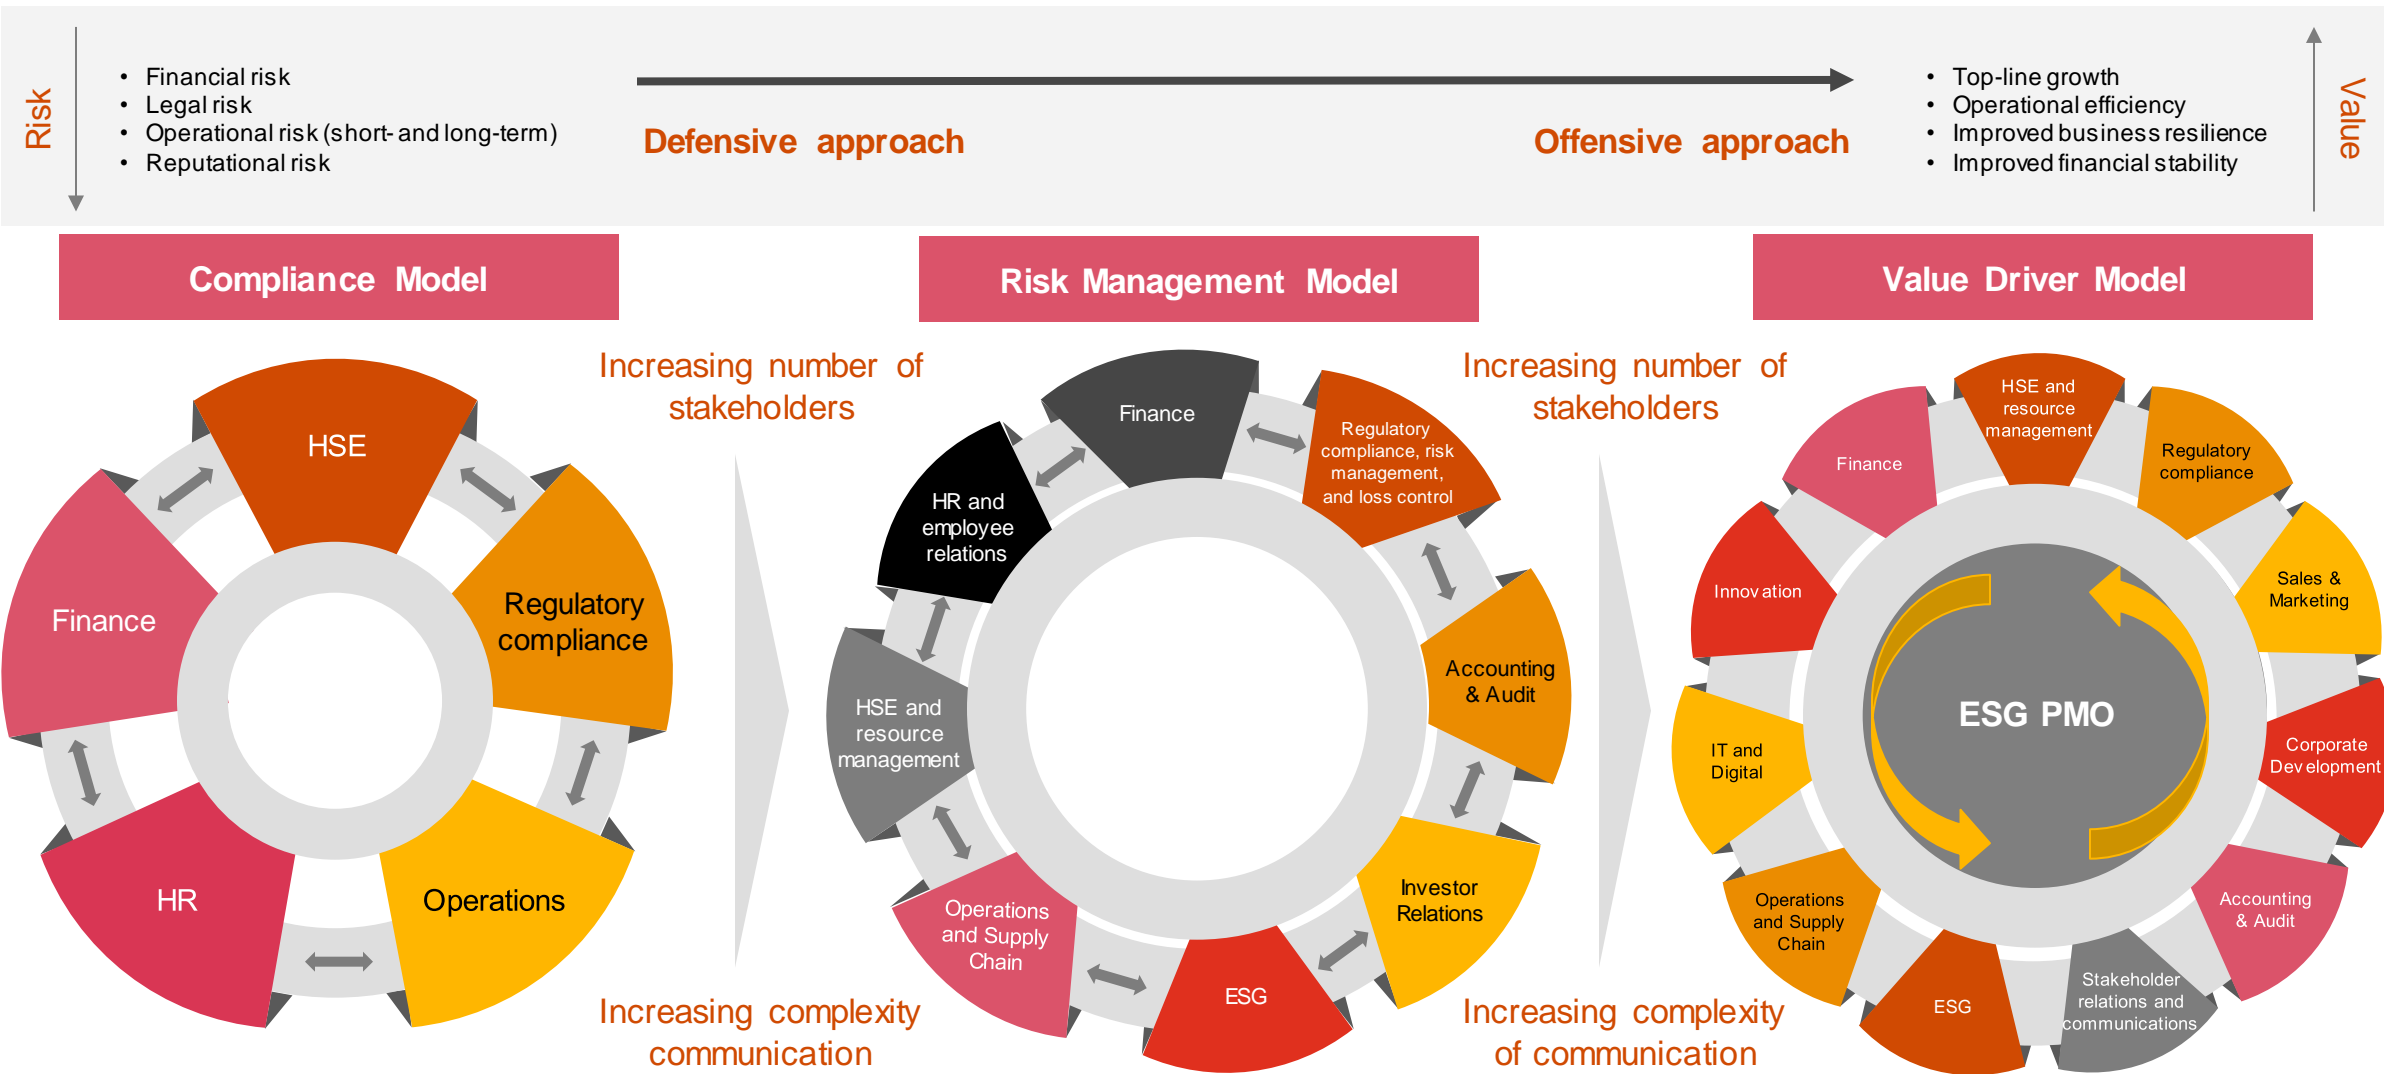 Risk
• Financial risk
• Legal risk
• Operational risk (short- and long-term)
• Reputational risk
Defensive approach
Offensive approach
• Top-line growth
• Operational efficiency
• Improved business resilience
• Improved financial stability
Value
Compliance Model
Risk Management Model
Value Driver Model
HSE
Regulatory
compliance
Operations
HR
Finance
Increasing number of
stakeholders
Increasing complexity
communication
Finance
Regulatory
compliance, risk
management,
and loss control
Accounting
& Audit
Investor
Relations
ESG
Operations
and Supply
Chain
HSE and
resource
management
HR and
employee
relations
Increasing number of
stakeholders
Increasing complexity
of communication
HSE and
resource
management
Regulatory
compliance
Sales &
Marketing
Corporate
Development
Accounting
& Audit
Stakeholder
relations and
communications
ESG
Operations
and Supply
Chain
IT and
Digital
Innovation
Finance
ESG PMO